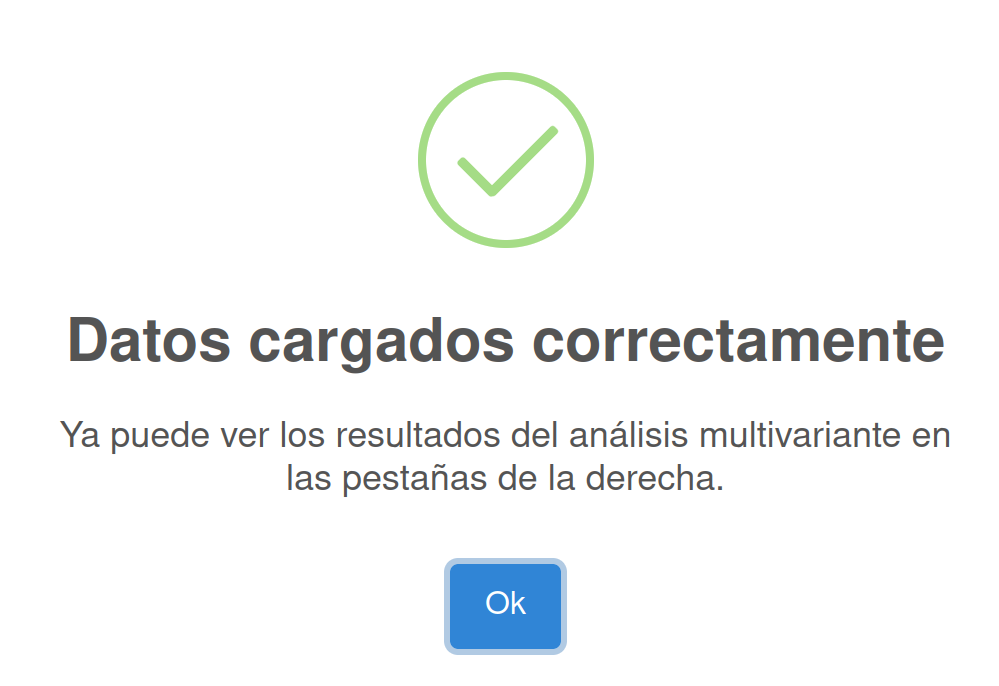 Datos cargados correctamente
Ya puede ver los resultados del análisis multivariante en
las pestañas de la derecha.
Ok